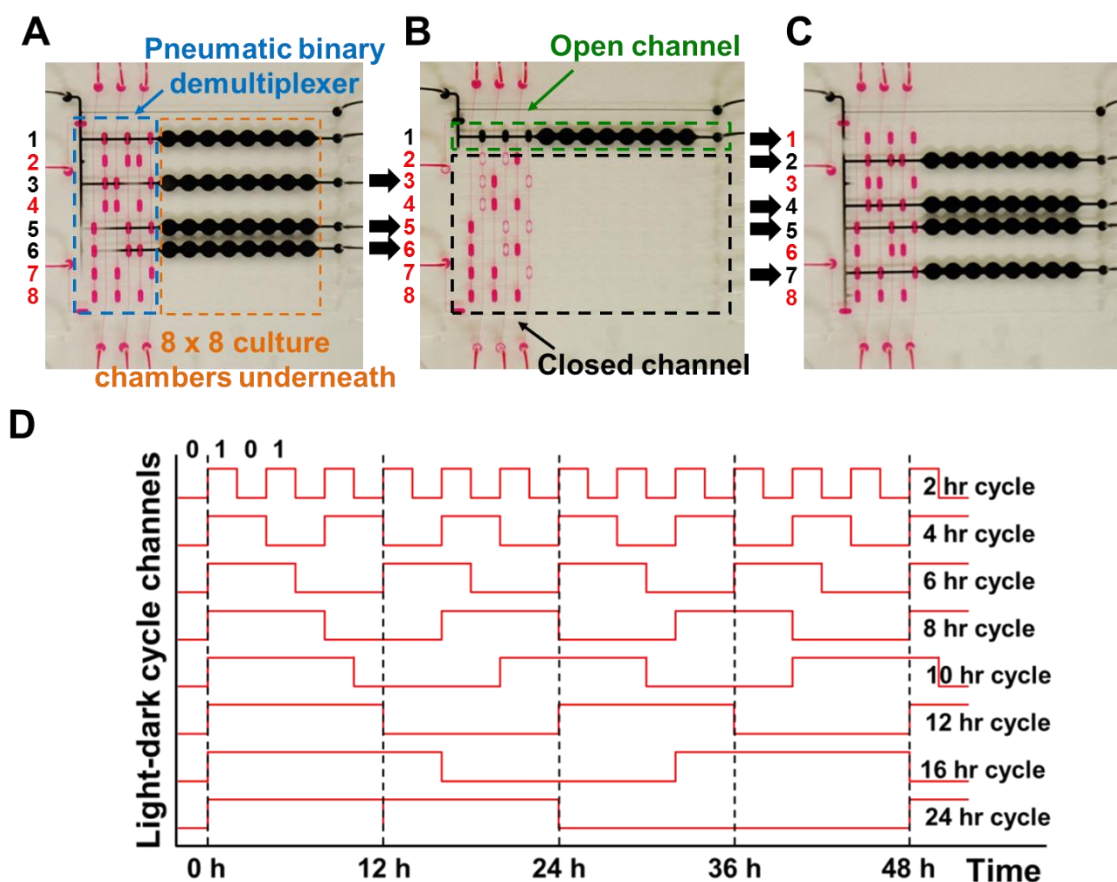 A
B
C
Pneumatic binary
demultiplexer
Open channel
1
2
3
4
5
6
7
8
8 x 8 culture
chambers underneath
1
2
3
4
5
6
7
8
Closed channel
1
2
3
4
5
6
7
8
D
Light-dark cycle channels
0 1 0 1
2 hr cycle
4 hr cycle
6 hr cycle
8 hr cycle
10 hr cycle
12 hr cycle
16 hr cycle
24 hr cycle
0 h 12 h 24 h 36 h 48 h Time